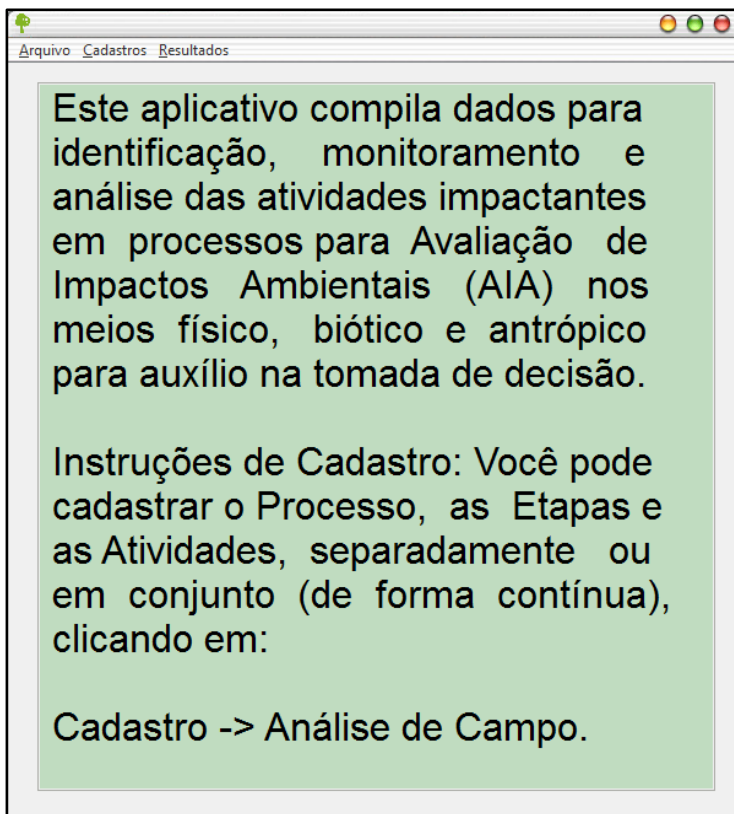 Arquivo Cadastros Resultados
Este aplicativo compila dados para
identificação, monitoramento e
análise das atividades impactantes
em processos para Avaliação de
Impactos Ambientais (AIA) nos
meios físico, biótico e antrópico
para auxílio na tomada de decisão.
Instruções de Cadastro: Você pode
cadastrar o Processo, as Etapas e
as Atividades, separadamente ou
em conjunto (de forma contínua),
clicando em:
Cadastro -> Análise de Campo.